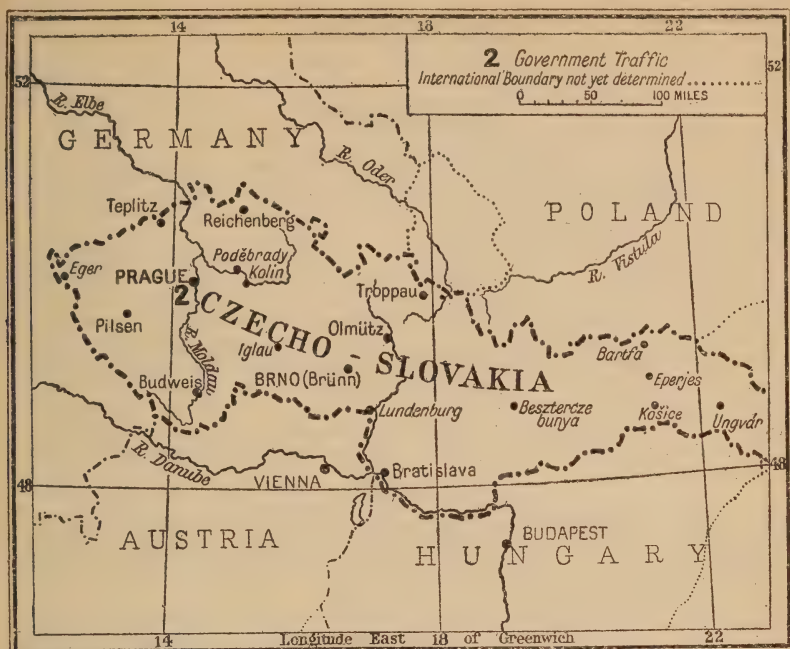 14 18 22
2 Government Traffic
International Boundary not yet determined
0 50 100 MILES
52 52
R. Elbe
GERMANY
R. Oder
POLAND
R. Vistula
Teplitz
Reichenberg
Eger
Poděbrady
Kolin
PRAGUE
2
Troppau
Pilsen
CZECHO-SLOVAKIA
R. Moldau
Iglau
Olmütz
BRNO (Brünn)
Bartfa
Eperjes
Budweis
Lundenburg
Besztercze
bunya
Košice
Ungvár
R. Danube
VIENNA
Bratislava
48 48
AUSTRIA
BUDAPEST
HUNGARY
14 18 22
Longitude East of Greenwich